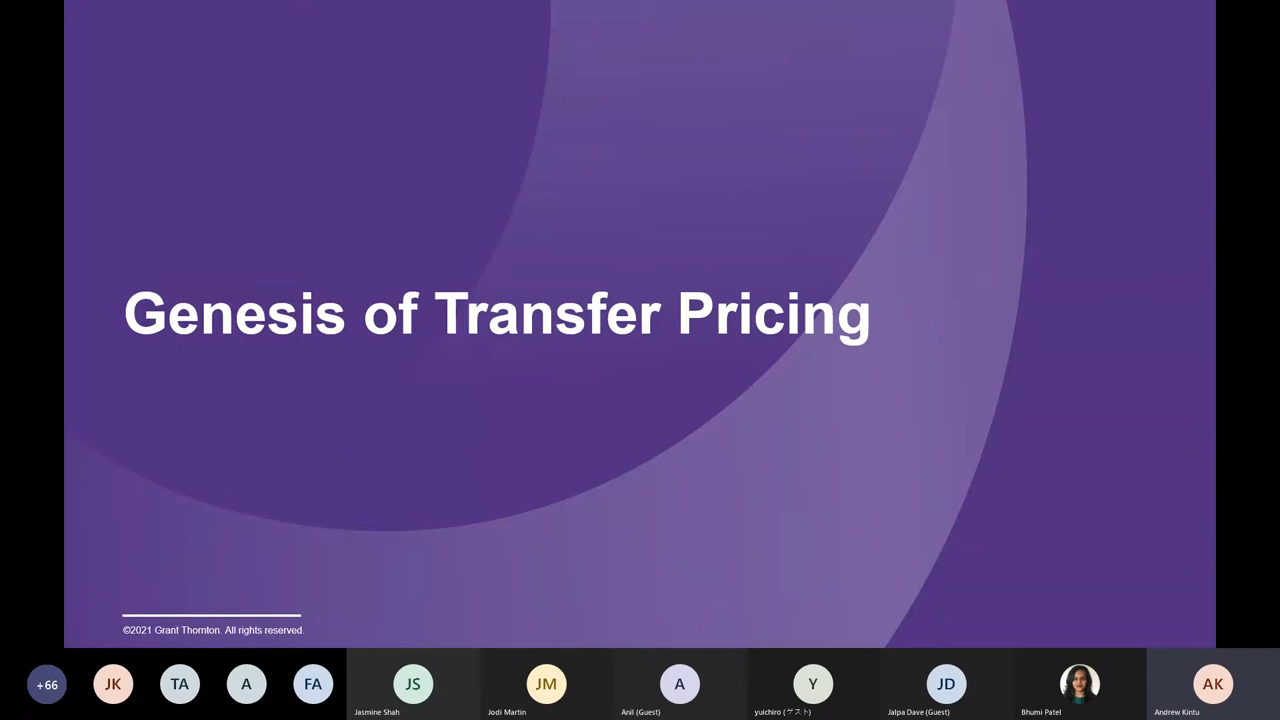 Genesis of Transfer Pricing
©2021 Grant Thornton. All rights reserved.
+66
JK
TA
A
FA
JS
JM
A
Y
JD
AK
Jasmine Shah
Jodi Martin
Anil (Guest)
yuichiro (ゲスト)
Jalpa Dave (Guest)
Bhumi Patel
Andrew Kintu